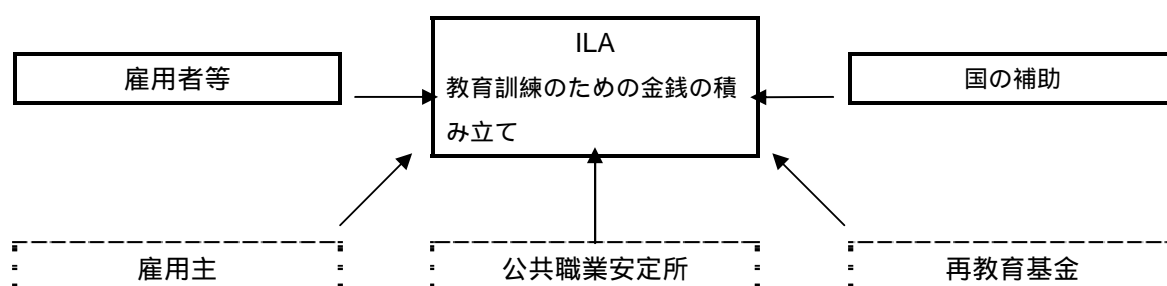 ILA
雇用者等
教育訓練のための金銭の積
み立て
国の補助
雇用主
公共職業安定所
再教育基金